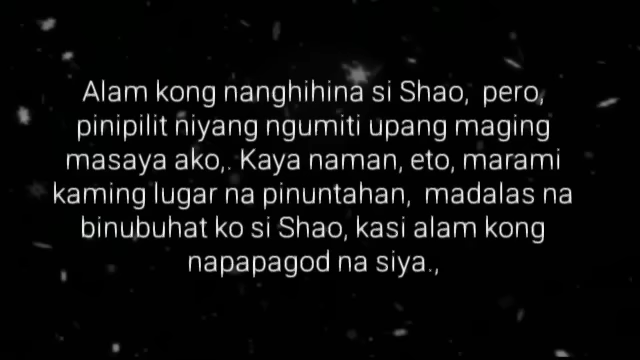 Alam kong nanghihina si Shao,  pero,
pinipilit niyang ngumiti upang maging
masaya ako,. Kaya naman, eto, marami
kaming lugar na pinuntahan,  madalas na
binubuhat ko si Shao, kasi alam kong
napapagod na siya.,